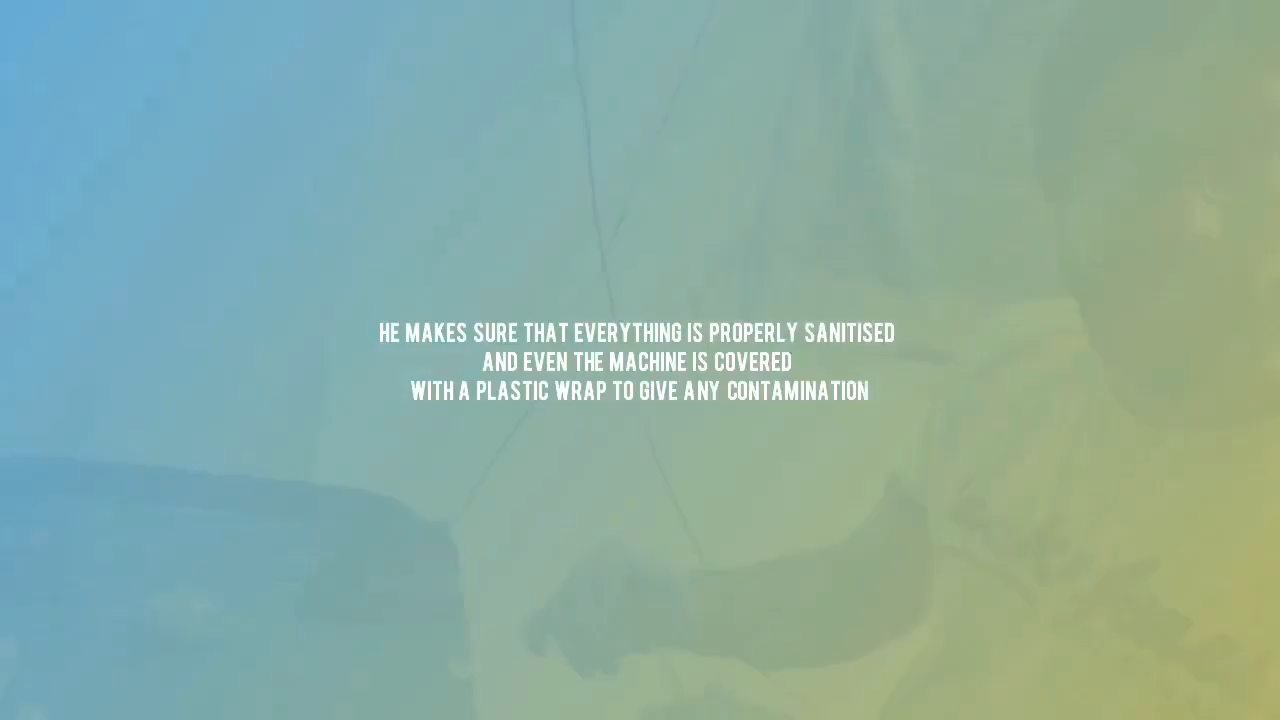 HE MAKES SURE THAT EVERYTHING IS PROPERLY SANITISED
AND EVEN THE MACHINE IS COVERED
WITH A PLASTIC WRAP TO GIVE ANY CONTAMINATION